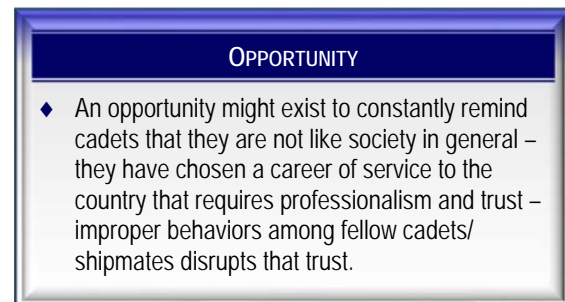 OPPORTUNITY
♦ An opportunity might exist to constantly remind
cadets that they are not like society in general –
they have chosen a career of service to the
country that requires professionalism and trust –
improper behaviors among fellow cadets/
shipmates disrupts that trust.